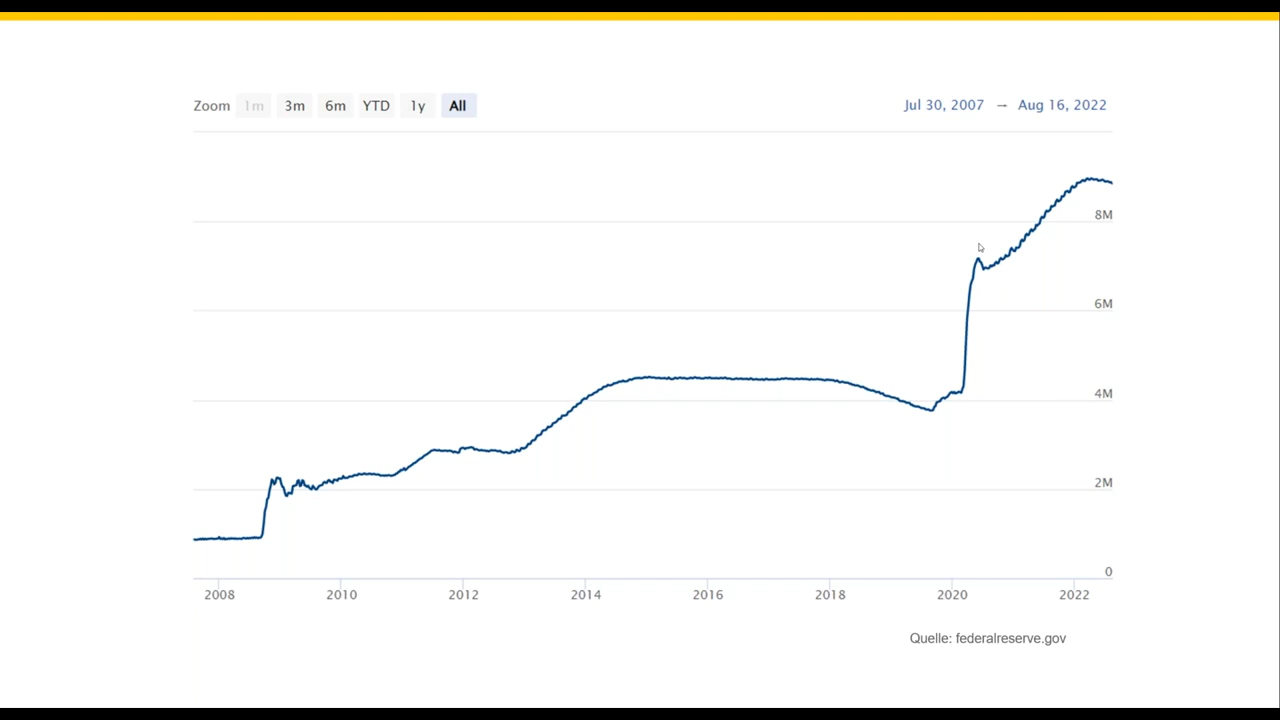 Zoom 1m 3m 6m YTD 1y All
Jul 30, 2007 → Aug 16, 2022
8M
6M
4M
2M
0
2008 2010 2012 2014 2016 2018 2020 2022
Quelle: federalreserve.gov